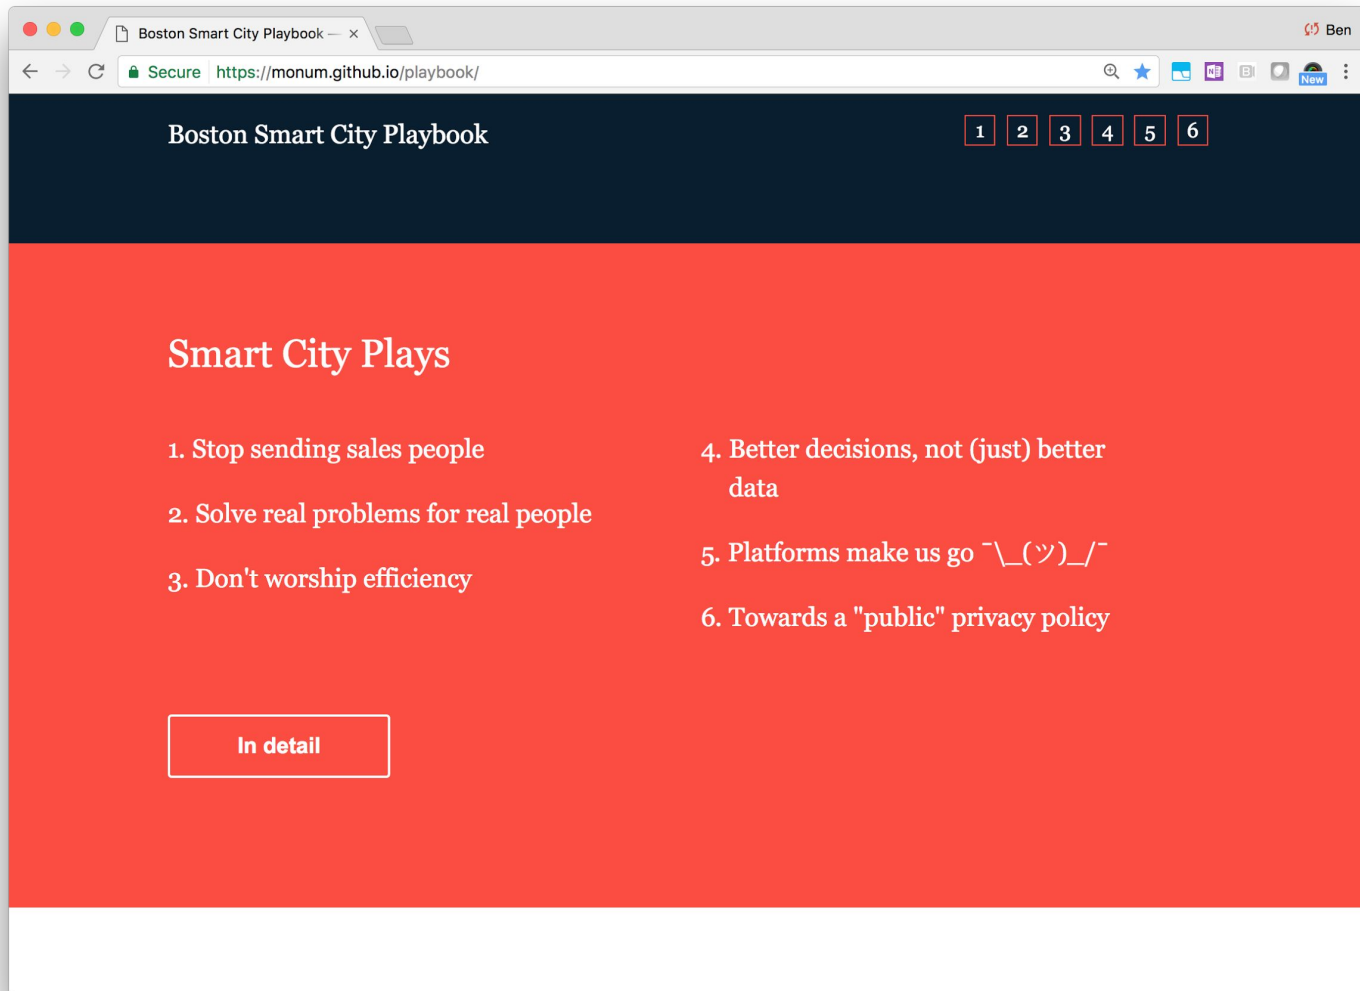 Boston Smart City Playbook —
Ben
Secure https://monum.github.io/playbook/
New
Boston Smart City Playbook
1 2 3 4 5 6
Smart City Plays
1. Stop sending sales people
2. Solve real problems for real people
3. Don't worship efficiency
4. Better decisions, not (just) better
data
5. Platforms make us go ¯\_(ツ)_/¯
6. Towards a "public" privacy policy
In detail